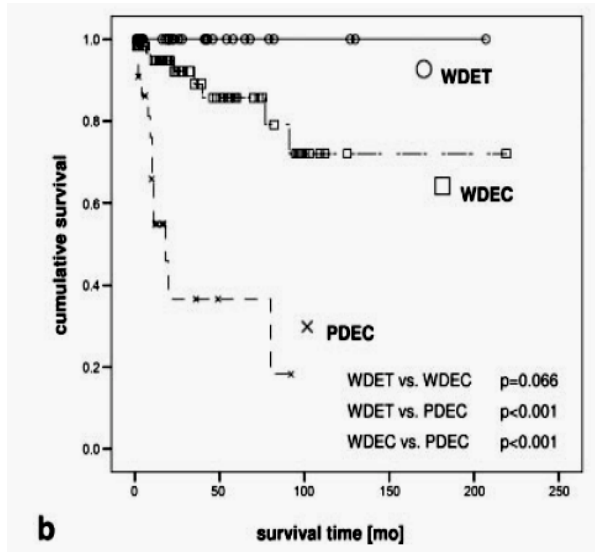 1.0
0.8
0.6
0.4
0.2
0.0
cumulative survival
WDET
WDEC
PDEC
WDET vs. WDEC p=0.066
WDET vs. PDEC p<0.001
WDEC vs. PDEC p<0.001
0 50 100 150 200 250
b survival time [mo]